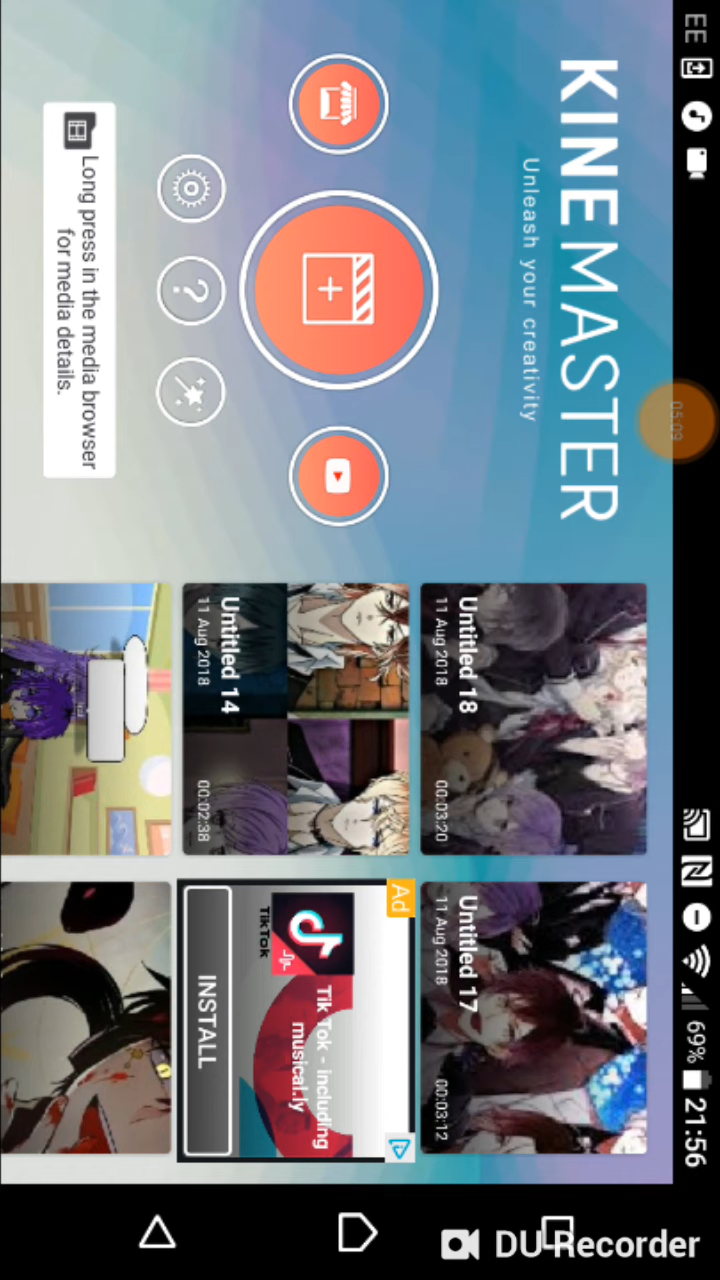 EE
69% 21:56
KINEMASTER
Unleash your creativity
05:09
Long press in the media browser
for media details.
Untitled 18
11 Aug 2018
00:03:20
Untitled 17
11 Aug 2018
00:03:12
Untitled 14
11 Aug 2018
00:02:38
Ad
TikTok
Tik Tok - including
musical.ly
INSTALL
DU Recorder